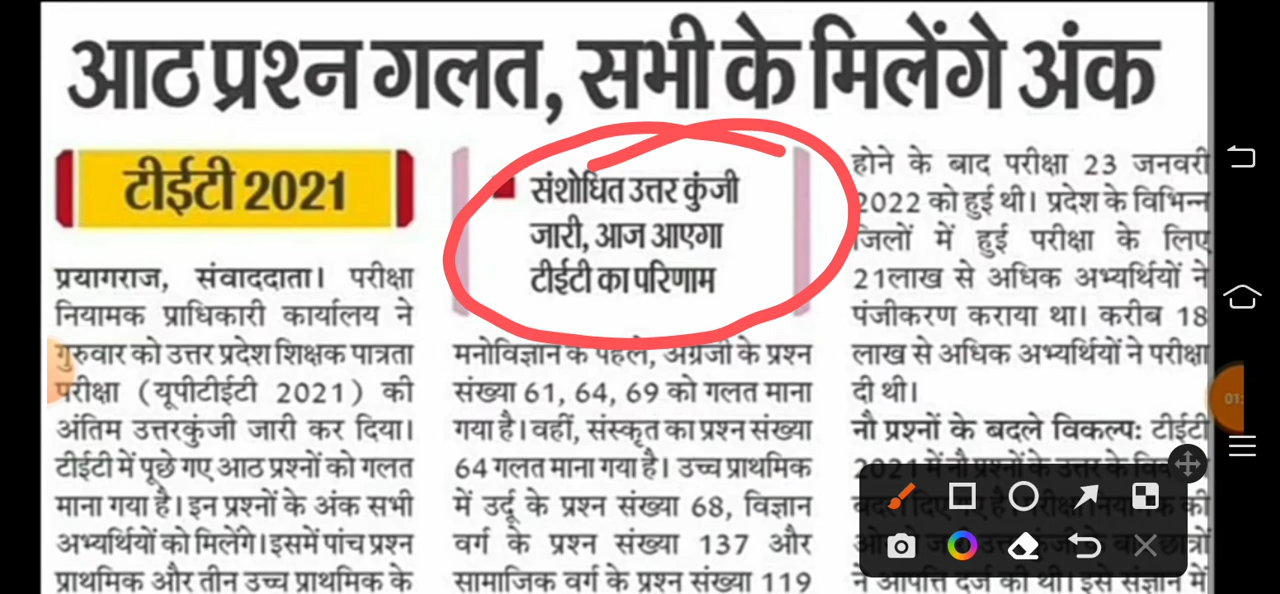 आठ प्रश्न गलत, सभी के मिलेंगे अंक
टीईटी 2021
प्रयागराज, संवाददाता। परीक्षा
नियामक प्राधिकारी कार्यालय ने
गुरुवार को उत्तर प्रदेश शिक्षक पात्रता
परीक्षा (यूपीटीईटी 2021) की
अंतिम उत्तरकुंजी जारी कर दिया।
टीईटी में पूछे गए आठ प्रश्नों को गलत
माना गया है। इन प्रश्नों के अंक सभी
अभ्यर्थियों को मिलेंगे। इसमें पांच प्रश्न
प्राथमिक और तीन उच्च प्राथमिक के
संशोधित उत्तर कुंजी
जारी, आज आएगा
टीईटी का परिणाम
मनोविज्ञान के पहले, अंग्रेजी के प्रश्न
संख्या 61, 64, 69 को गलत माना
गया है। वहीं, संस्कृत का प्रश्न संख्या
64 गलत माना गया है। उच्च प्राथमिक
में उर्दू के प्रश्न संख्या 68, विज्ञान
वर्ग के प्रश्न संख्या 137 और
सामाजिक वर्ग के प्रश्न संख्या 119
होने के बाद परीक्षा 23 जनवरी
2022 को हुई थी। प्रदेश के विभिन्न
जिलों में हुई परीक्षा के लिए
21लाख से अधिक अभ्यर्थियों ने
पंजीकरण कराया था। करीब 18
लाख से अधिक अभ्यर्थियों ने परीक्षा
दी थी।
नौ प्रश्नों के बदले विकल्प: टीईटी
2021 में नौ प्रश्नों के उत्तर के
ने आपत्ति दर्ज की थी। इसे संज्ञान में
01: